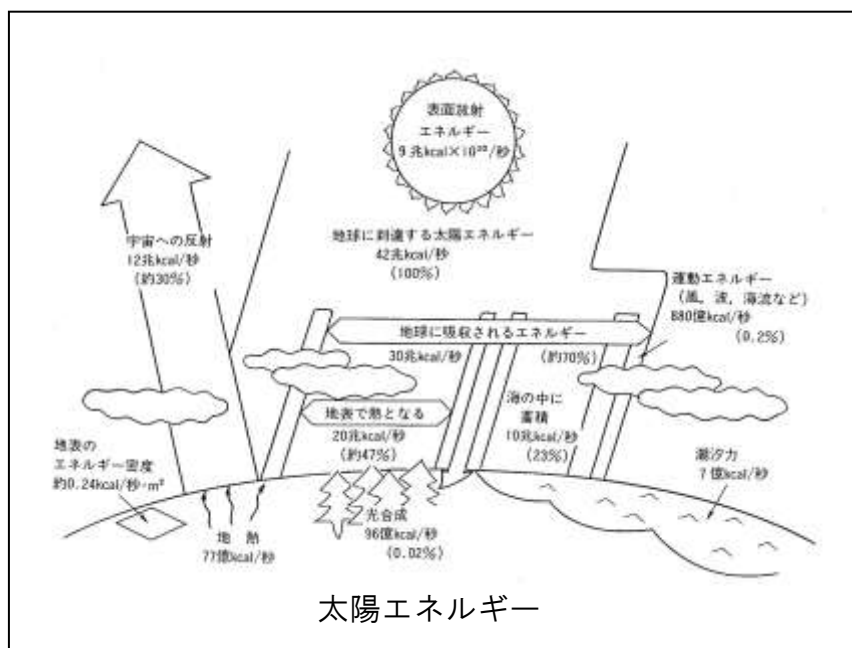 表面放射
エネルギー
9兆kcal×10²⁰/秒
地球に到達する太陽エネルギー
42兆kcal/秒
(100%)
宇宙への反射
12兆kcal/秒
(約30%)
運動エネルギー
(風，波，海流など)
880億kcal/秒
(0.2%)
地球に吸収されるエネルギー
30兆kcal/秒
(約70%)
地表で熱となる
20兆kcal/秒
(約47%)
海の中に
蓄積
10兆kcal/秒
(23%)
地表の
エネルギー密度
約0.24kcal/秒·m²
潮汐力
7億kcal/秒
地熱
77億kcal/秒
光合成
96億kcal/秒
(0.02%)
太陽エネルギー